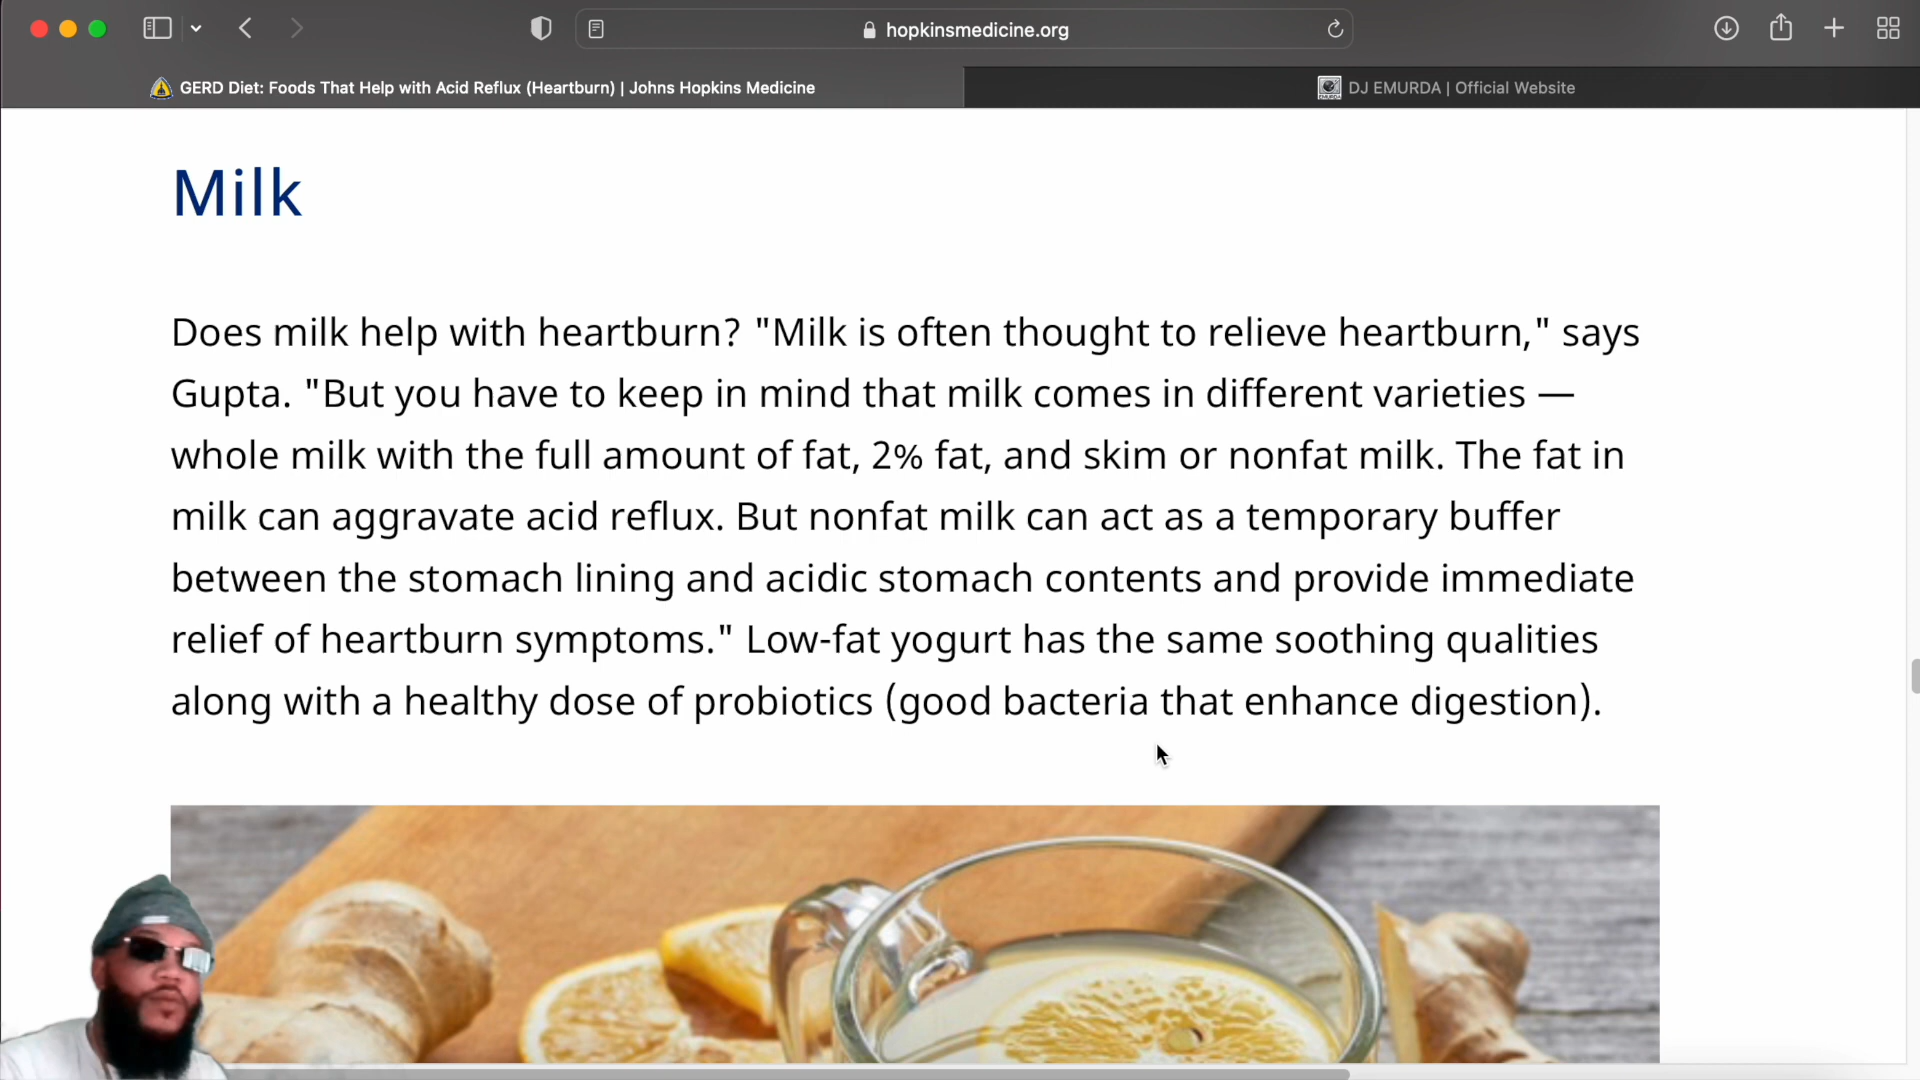 hopkinsmedicine.org
GERD Diet: Foods That Help with Acid Reflux (Heartburn) | Johns Hopkins Medicine
DJ EMURDA | Official Website
Milk
Does milk help with heartburn? "Milk is often thought to relieve heartburn," says
Gupta. "But you have to keep in mind that milk comes in different varieties —
whole milk with the full amount of fat, 2% fat, and skim or nonfat milk. The fat in
milk can aggravate acid reflux. But nonfat milk can act as a temporary buffer
between the stomach lining and acidic stomach contents and provide immediate
relief of heartburn symptoms." Low-fat yogurt has the same soothing qualities
along with a healthy dose of probiotics (good bacteria that enhance digestion).